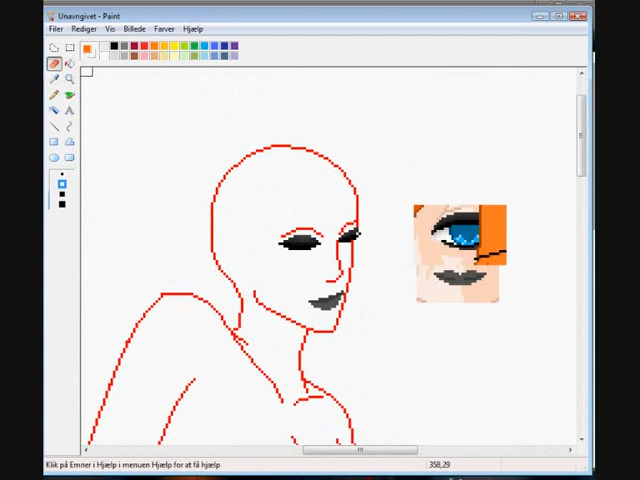 Unavngivet - Paint
Filer Rediger Vis Billede Farver Hjælp
Klik på Emner i Hjælp i menuen Hjælp for at få hjælp
358,29